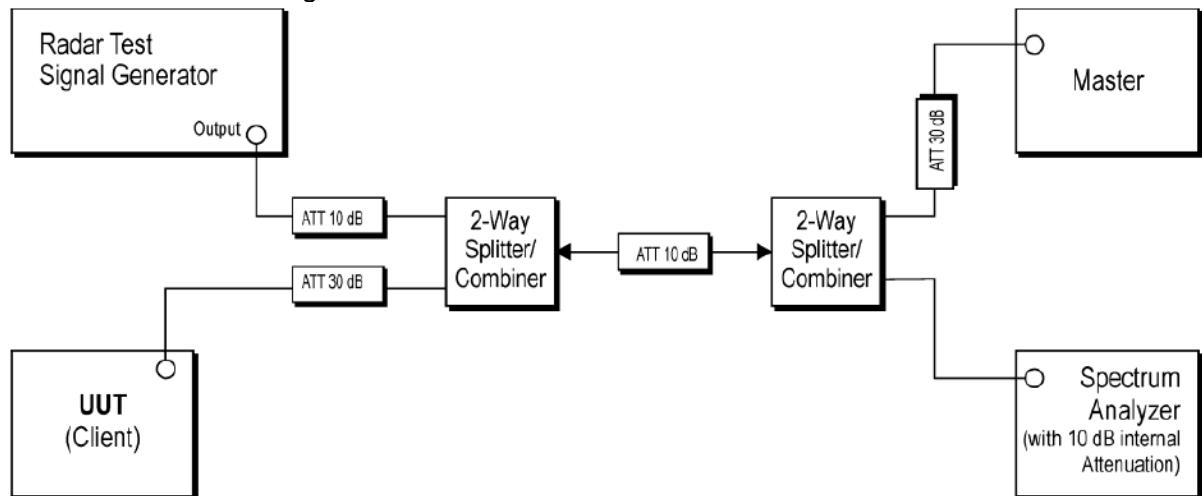 Radar Test
Signal Generator
Output
ATT 10 dB
ATT 30 dB
2-Way
Splitter/
Combiner
ATT 10 dB
2-Way
Splitter/
Combiner
ATT 30 dB
Master
UUT
(Client)
Spectrum
Analyzer
(with 10 dB internal
Attenuation)